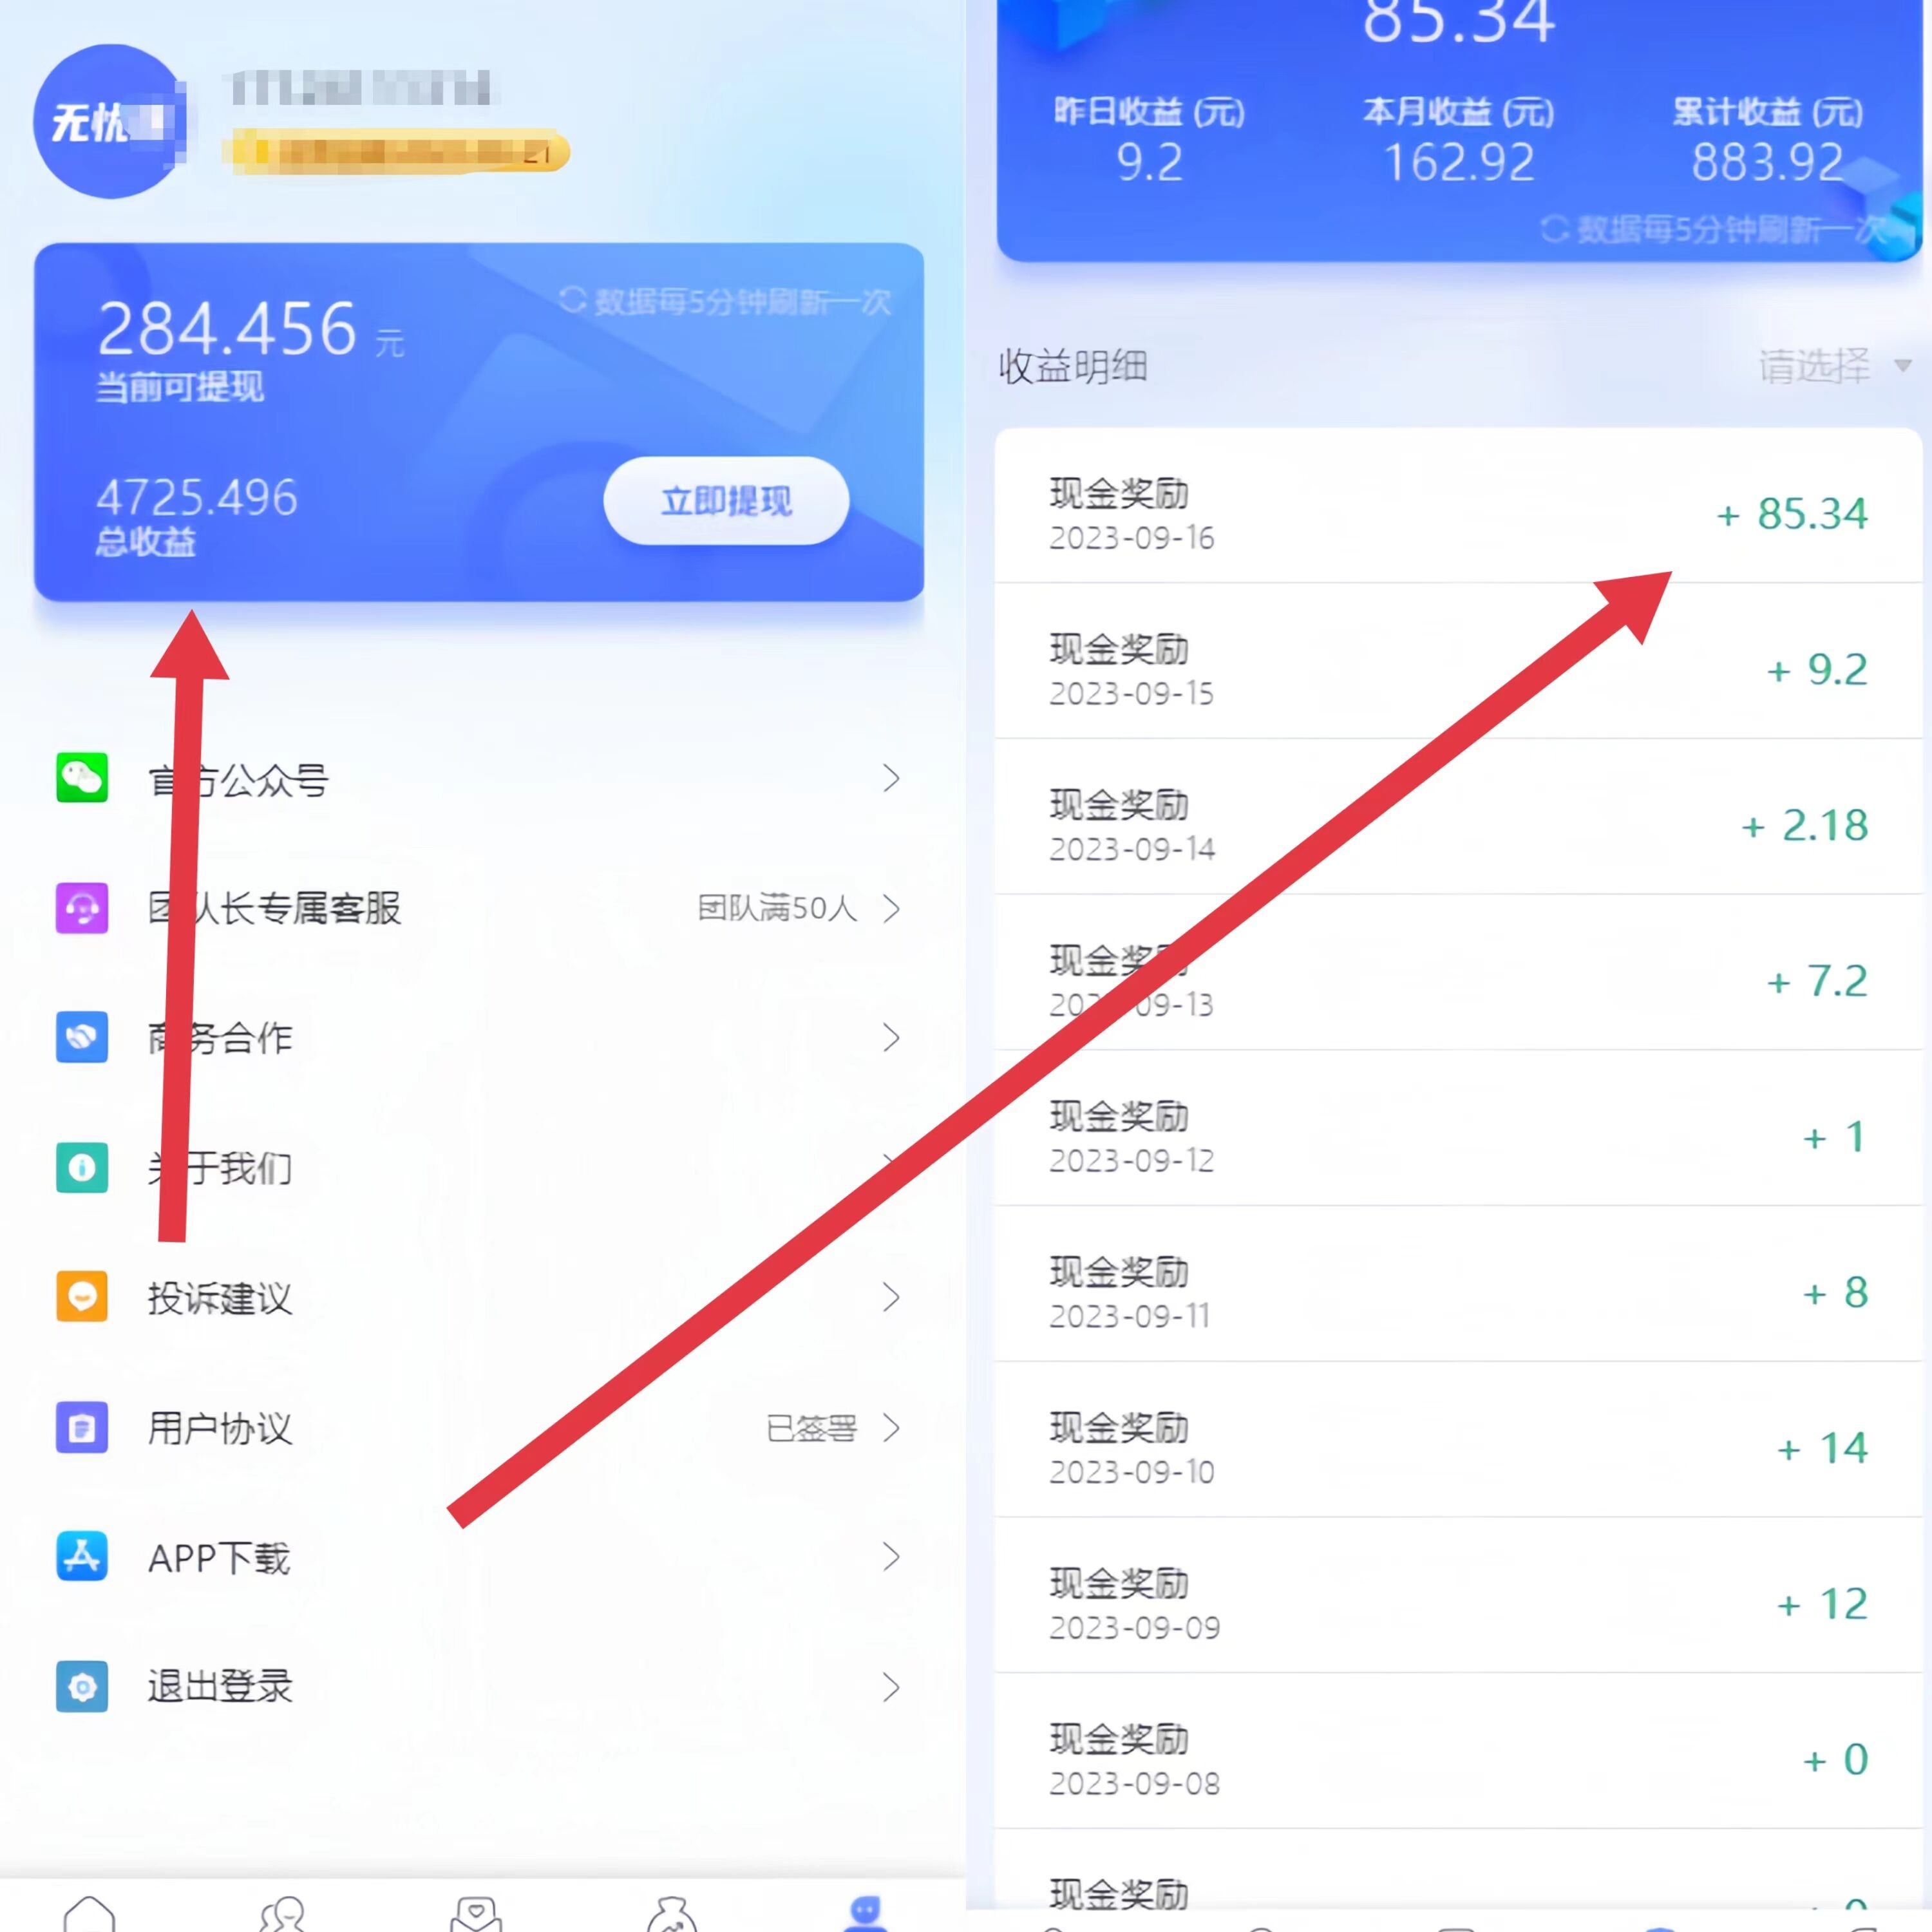 无忧
21
284.456 元
数据每5分钟刷新一次
当前可提现
4725.496
总收益
立即提现
官方公众号
团队长专属客服 团队满50人
商务合作
关于我们
投诉建议
用户协议 已签署
APP下载
退出登录
85.34
昨日收益 (元) 本月收益 (元) 累计收益 (元)
9.2 162.92 883.92
数据每5分钟刷新一次
收益明细 请选择
现金奖励
2023-09-16
+ 85.34
现金奖励
2023-09-15
+ 9.2
现金奖励
2023-09-14
+ 2.18
现金奖励
2023-09-13
+ 7.2
现金奖励
2023-09-12
+ 1
现金奖励
2023-09-11
+ 8
现金奖励
2023-09-10
+ 14
现金奖励
2023-09-09
+ 12
现金奖励
2023-09-08
+ 0
现金奖励